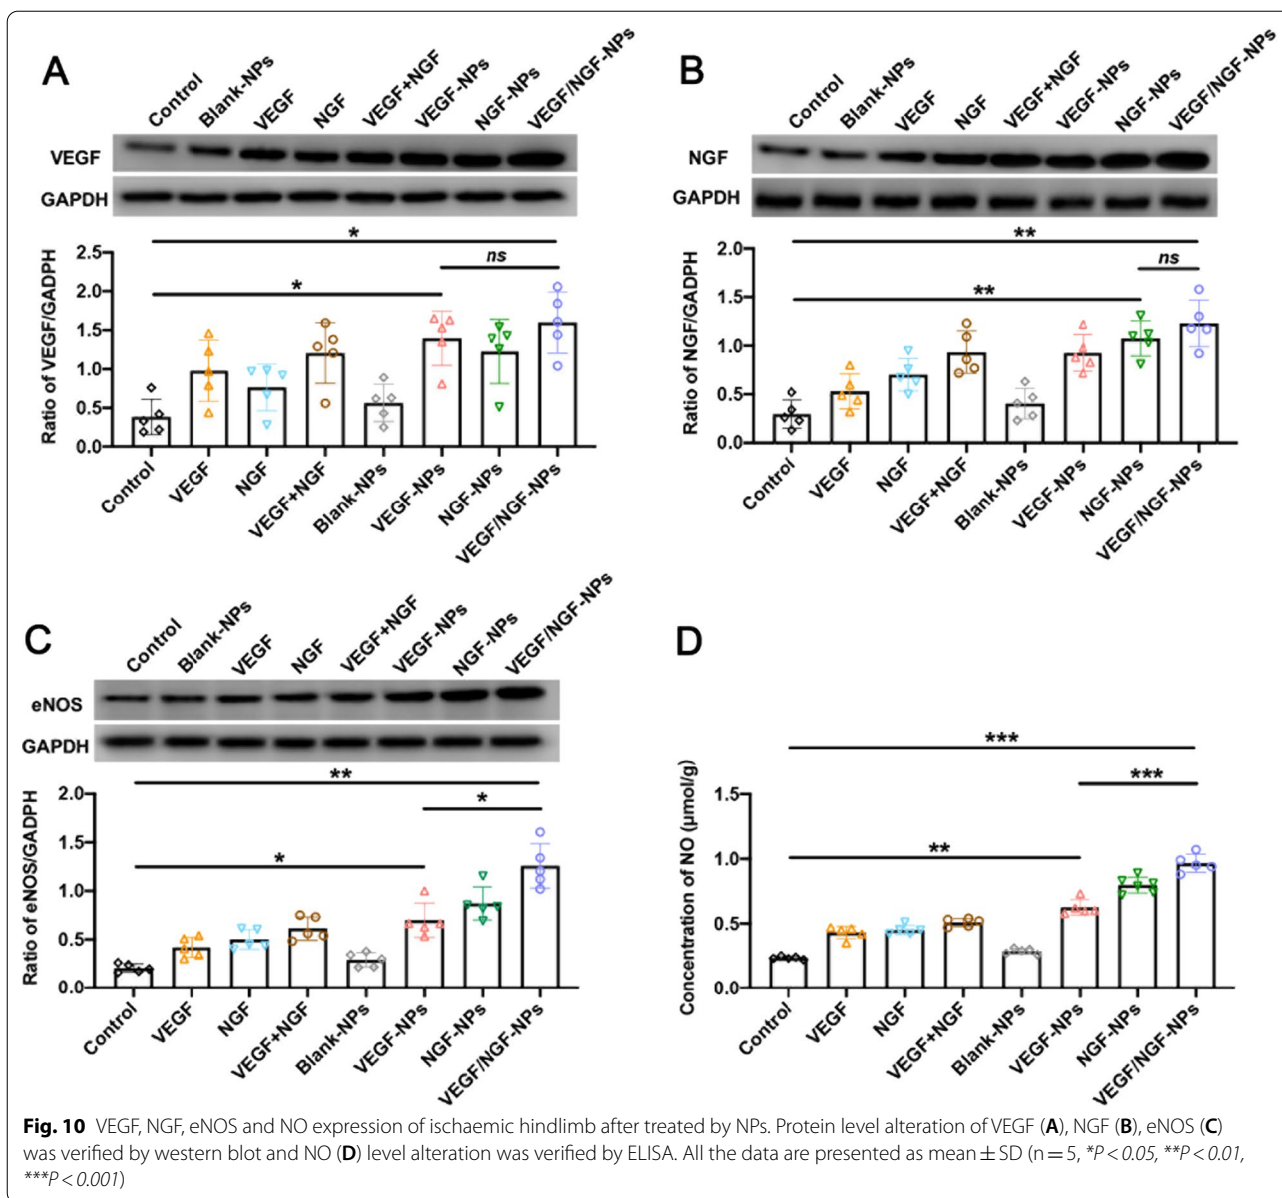 A
Control
Blank-NPs
VEGF
NGF
VEGF+NGF
VEGF-NPs
NGF-NPs
VEGF/NGF-NPs
VEGF
GAPDH
Ratio of VEGF/GADPH
2.5
2.0
1.5
1.0
0.5
0.0
*
*
ns
Control
VEGF
NGF
VEGF+NGF
Blank-NPs
VEGF-NPs
NGF-NPs
VEGF/NGF-NPs
B
Control
Blank-NPs
VEGF
NGF
VEGF+NGF
VEGF-NPs
NGF-NPs
VEGF/NGF-NPs
NGF
GAPDH
Ratio of NGF/GADPH
2.0
1.5
1.0
0.5
0.0
**
**
ns
Control
VEGF
NGF
VEGF+NGF
Blank-NPs
VEGF-NPs
NGF-NPs
VEGF/NGF-NPs
C
Control
Blank-NPs
VEGF
NGF
VEGF+NGF
VEGF-NPs
NGF-NPs
VEGF/NGF-NPs
eNOS
GAPDH
Ratio of eNOS/GADPH
2.0
1.5
1.0
0.5
0.0
**
*
*
Control
VEGF
NGF
VEGF+NGF
Blank-NPs
VEGF-NPs
NGF-NPs
VEGF/NGF-NPs
D
Concentration of NO (μmol/g)
1.5
1.0
0.5
0.0
***
***
**
Control
VEGF
NGF
VEGF+NGF
Blank-NPs
VEGF-NPs
NGF-NPs
VEGF/NGF-NPs
Fig. 10 VEGF, NGF, eNOS and NO expression of ischaemic hindlimb after treated by NPs. Protein level alteration of VEGF (A), NGF (B), eNOS (C)
was verified by western blot and NO (D) level alteration was verified by ELISA. All the data are presented as mean ± SD (n = 5, *P < 0.05, **P < 0.01,
***P < 0.001)